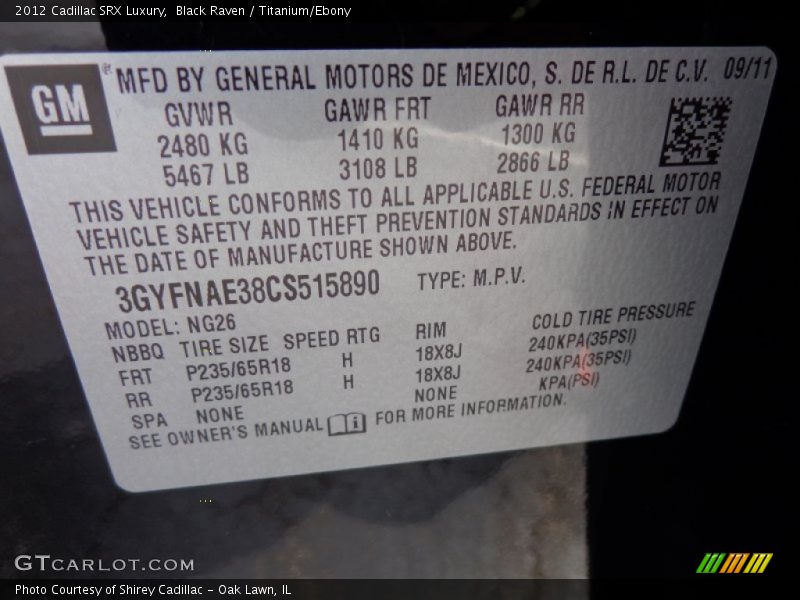 2012 Cadillac SRX Luxury, Black Raven / Titanium/Ebony
GM® MFD BY GENERAL MOTORS DE MEXICO, S. DE R.L. DE C.V. 09/11
GVWR GAWR FRT GAWR RR
2480 KG 1410 KG 1300 KG
5467 LB 3108 LB 2866 LB
THIS VEHICLE CONFORMS TO ALL APPLICABLE U.S. FEDERAL MOTOR
VEHICLE SAFETY AND THEFT PREVENTION STANDARDS IN EFFECT ON
THE DATE OF MANUFACTURE SHOWN ABOVE.
3GYFNAE38CS515890 TYPE: M.P.V.
MODEL: NG26
NBBQ TIRE SIZE SPEED RTG RIM COLD TIRE PRESSURE
FRT P235/65R18 H 18X8J 240KPA(35PSI)
RR P235/65R18 H 18X8J 240KPA(35PSI)
SPA NONE NONE KPA(PSI)
SEE OWNER'S MANUAL i FOR MORE INFORMATION.
GTCARLOT.COM
Photo Courtesy of Shirey Cadillac - Oak Lawn, IL